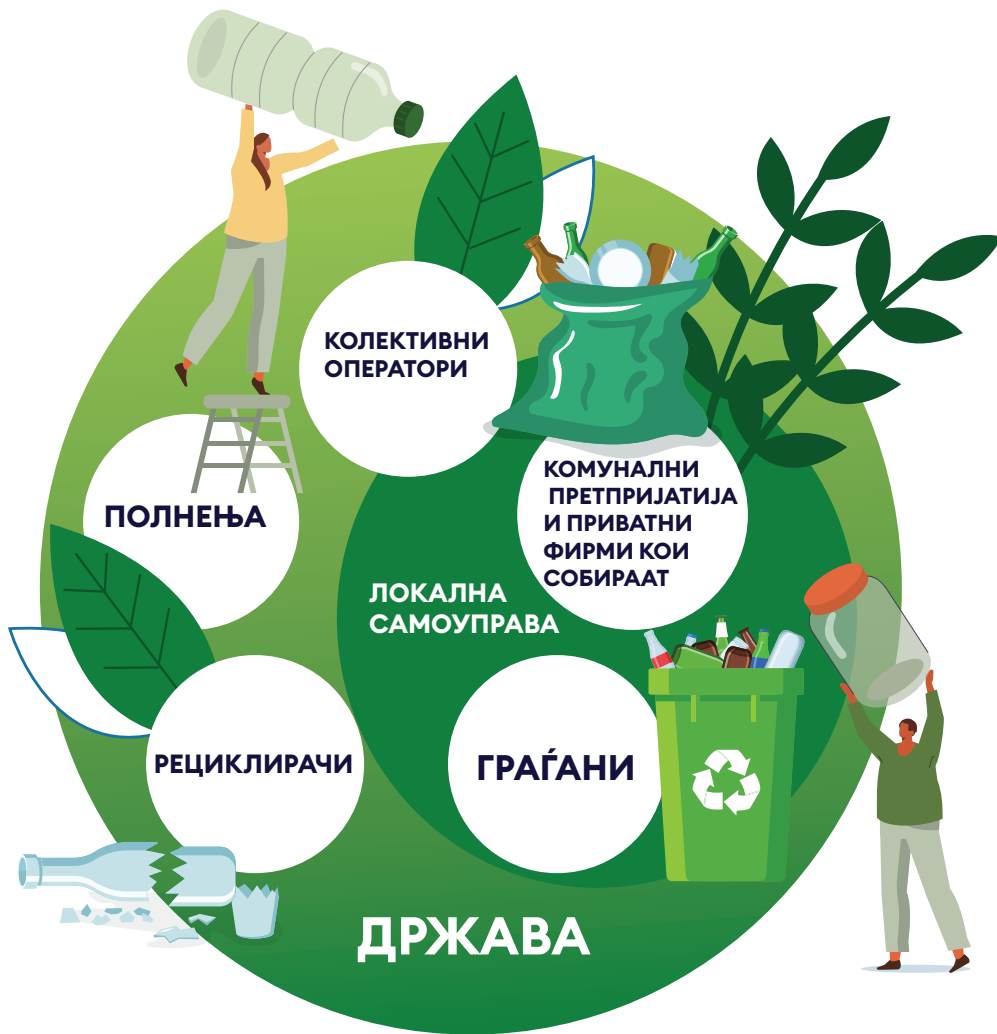 КОЛЕКТИВНИ
ОПЕРАТОРИ
КОМУНАЛНИ
ПРЕТПРИЈАТИЈА
И ПРИВАТНИ
ФИРМИ КОИ
СОБИРААТ
ПОЛНЕЊА
ЛОКАЛНА
САМОУПРАВА
РЕЦИКЛИРАЧИ
ГРАЃАНИ
ДРЖАВА